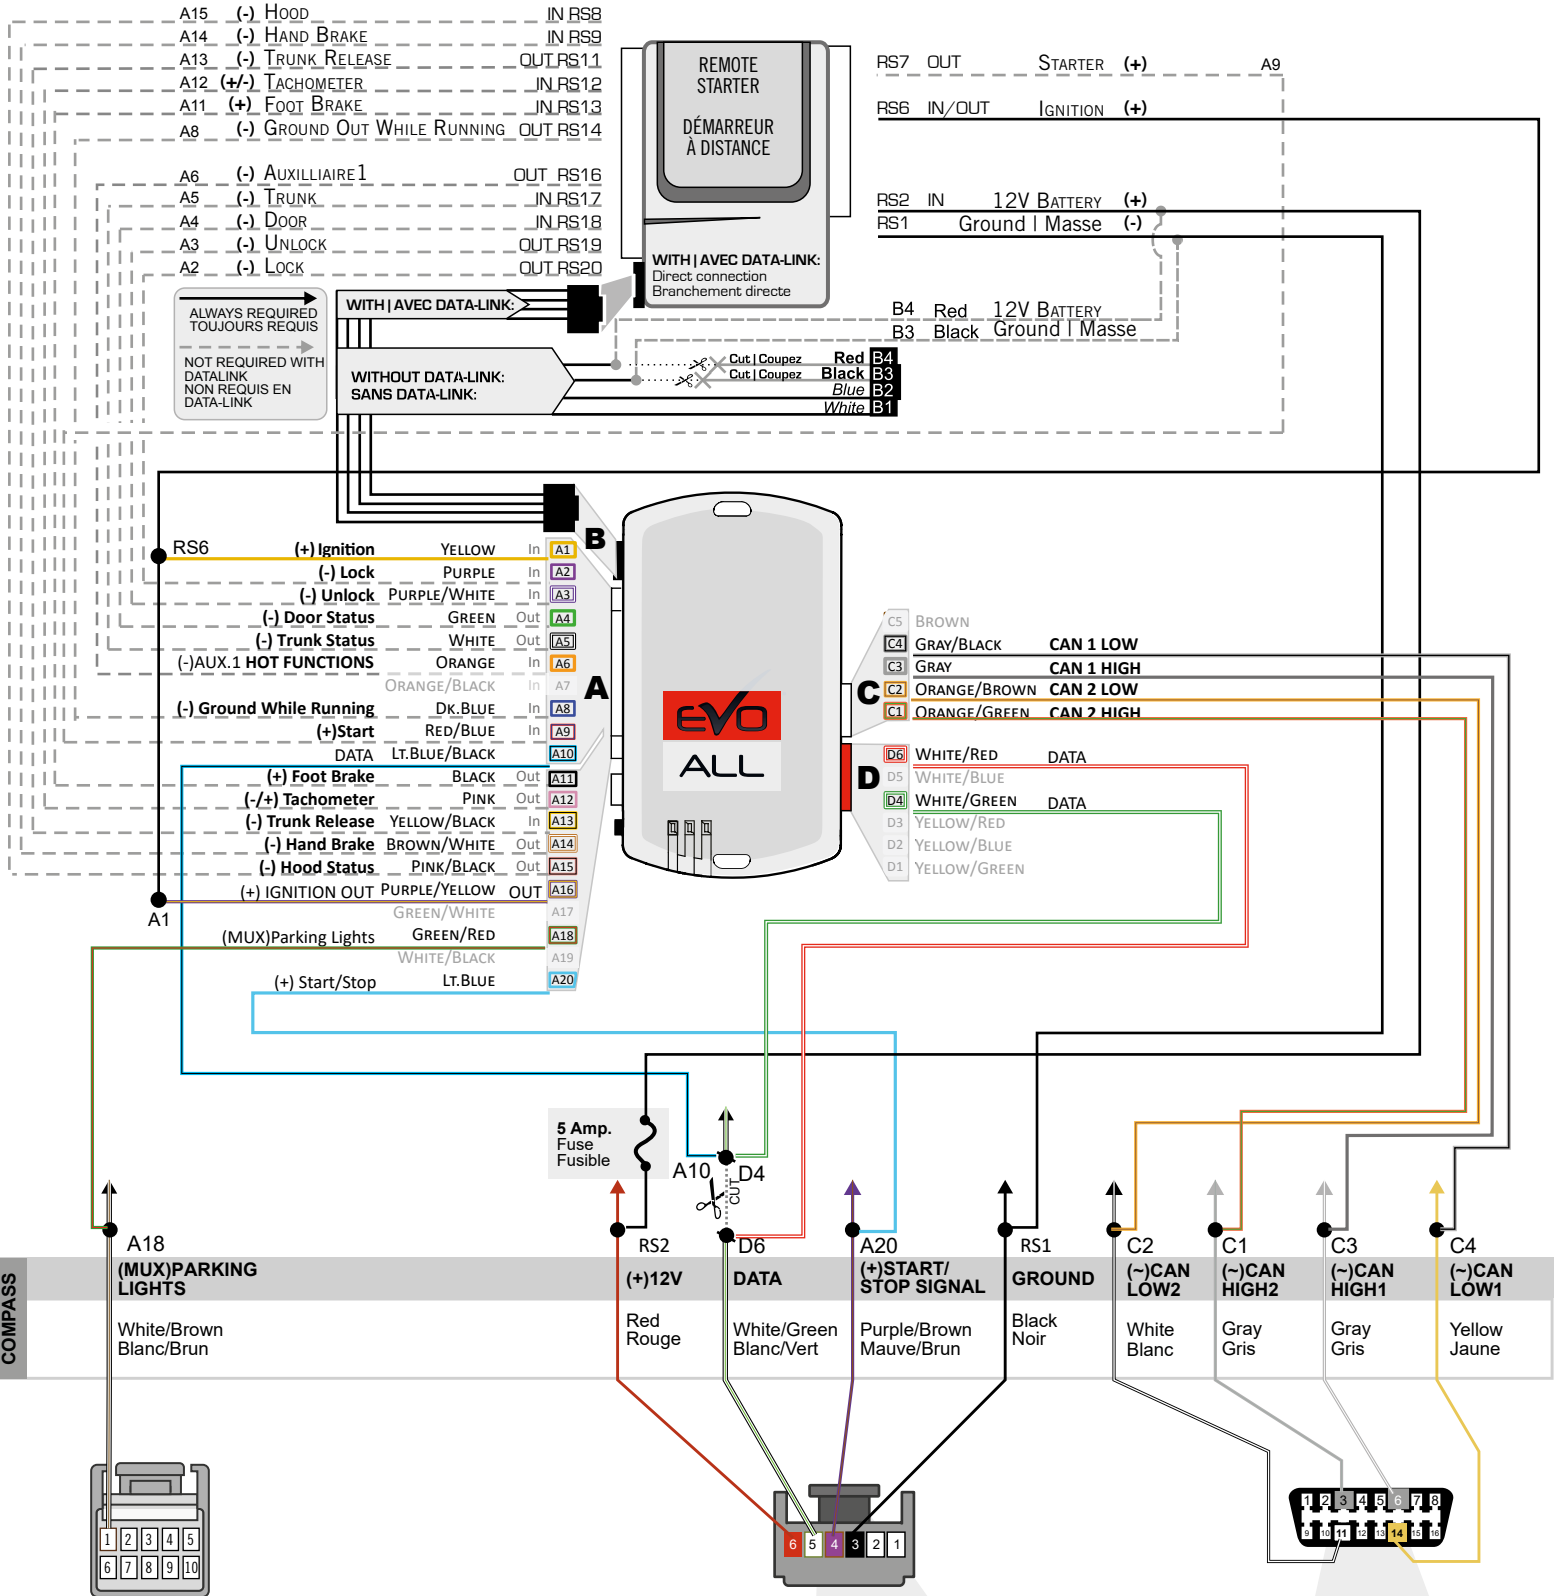 A15 (-) HOOD IN RS8
A14 (-) HAND BRAKE IN RS9
A13 (-) TRUNK RELEASE OUT RS11
A12 (+/-) TACHOMETER IN RS12
A11 (+) FOOT BRAKE IN RS13
A8 (-) GROUND OUT WHILE RUNNING OUT RS14
A6 (-) AUXILLIAIRE1 OUT RS16
A5 (-) TRUNK IN RS17
A4 (-) DOOR IN RS18
A3 (-) UNLOCK OUT RS19
A2 (-) LOCK OUT RS20
REMOTE
STARTER
DÉMARREUR
À DISTANCE
WITH | AVEC DATA-LINK:
Direct connection
Branchement directe
RS7 OUT STARTER (+) A9
RS6 IN/OUT IGNITION (+)
RS2 IN 12V BATTERY (+)
RS1 Ground | Masse (-)
B4 Red 12V BATTERY
B3 Black Ground | Masse
ALWAYS REQUIRED
TOUJOURS REQUIS
NOT REQUIRED WITH
DATALINK
NON REQUIS EN
DATA-LINK
WITH | AVEC DATA-LINK:
WITHOUT DATA-LINK:
SANS DATA-LINK:
Cut | Coupez Red B4
Cut | Coupez Black B3
Blue B2
White B1
B
RS6 (+) Ignition YELLOW In A1
(-) Lock PURPLE In A2
(-) Unlock PURPLE/WHITE In A3
(-) Door Status GREEN Out A4
(-) Trunk Status WHITE Out A5
(-)AUX.1 HOT FUNCTIONS ORANGE In A6
ORANGE/BLACK In A7
(-) Ground While Running DK.BLUE In A8
(+)Start RED/BLUE In A9
DATA LT.BLUE/BLACK A10
(+) Foot Brake BLACK Out A11
(-/+) Tachometer PINK Out A12
(-) Trunk Release YELLOW/BLACK In A13
(-) Hand Brake BROWN/WHITE Out A14
(-) Hood Status PINK/BLACK Out A15
(+) IGNITION OUT PURPLE/YELLOW OUT A16
A1
GREEN/WHITE A17
(MUX)Parking Lights GREEN/RED A18
WHITE/BLACK A19
(+) Start/Stop LT.BLUE A20
A
EVO
ALL
C
C5 BROWN
C4 GRAY/BLACK CAN 1 LOW
C3 GRAY CAN 1 HIGH
C2 ORANGE/BROWN CAN 2 LOW
C1 ORANGE/GREEN CAN 2 HIGH
D
D6 WHITE/RED DATA
D5 WHITE/BLUE
D4 WHITE/GREEN DATA
D3 YELLOW/RED
D2 YELLOW/BLUE
D1 YELLOW/GREEN
5 Amp.
Fuse
Fusible
A10 D4
CUT
A18 RS2 D6 A20 RS1 C2 C1 C3 C4
COMPASS
(MUX)PARKING
LIGHTS
White/Brown
Blanc/Brun
(+)12V
Red
Rouge
DATA
White/Green
Blanc/Vert
(+)START/
STOP SIGNAL
Purple/Brown
Mauve/Brun
GROUND
Black
Noir
(~)CAN
LOW2
White
Blanc
(~)CAN
HIGH2
Gray
Gris
(~)CAN
HIGH1
Gray
Gris
(~)CAN
LOW1
Yellow
Jaune
1 2 3 4 5
6 7 8 9 10
6 5 4 3 2 1
1 2 3 4 5 6 7 8
9 10 11 12 13 14 15 16